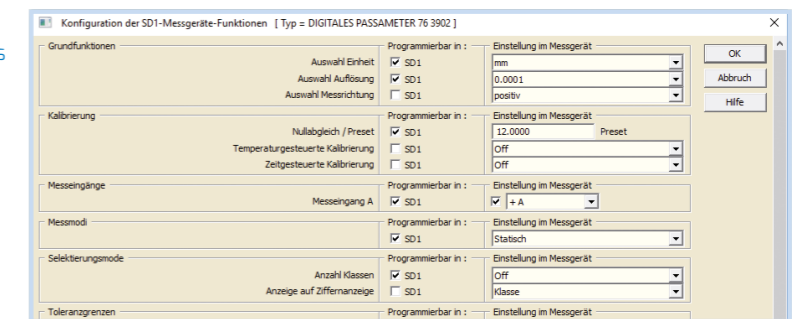 Konfiguration der SD1-Messgeräte-Funktionen [ Typ = DIGITALES PASSAMETER 76 3902 ]
Grundfunktionen Programmierbar in : Einstellung im Messgerät
Auswahl Einheit SD1 mm
Auswahl Auflösung SD1 0.0001
Auswahl Messrichtung SD1 positiv
OK
Abbruch
Hilfe
Kalibrierung Programmierbar in : Einstellung im Messgerät
Nullabgleich / Preset SD1 12.0000 Preset
Temperaturgesteuerte Kalibrierung SD1 Off
Zeitgesteuerte Kalibrierung SD1 Off
Messeingänge Programmierbar in : Einstellung im Messgerät
Messeingang A SD1 + A
Messmodi Programmierbar in : Einstellung im Messgerät
SD1 Statisch
Selektierungsmode Programmierbar in : Einstellung im Messgerät
Anzahl Klassen SD1 Off
Anzeige auf Ziffernanzeige SD1 Klasse
Toleranzgrenzen Programmierbar in : Einstellung im Messgerät